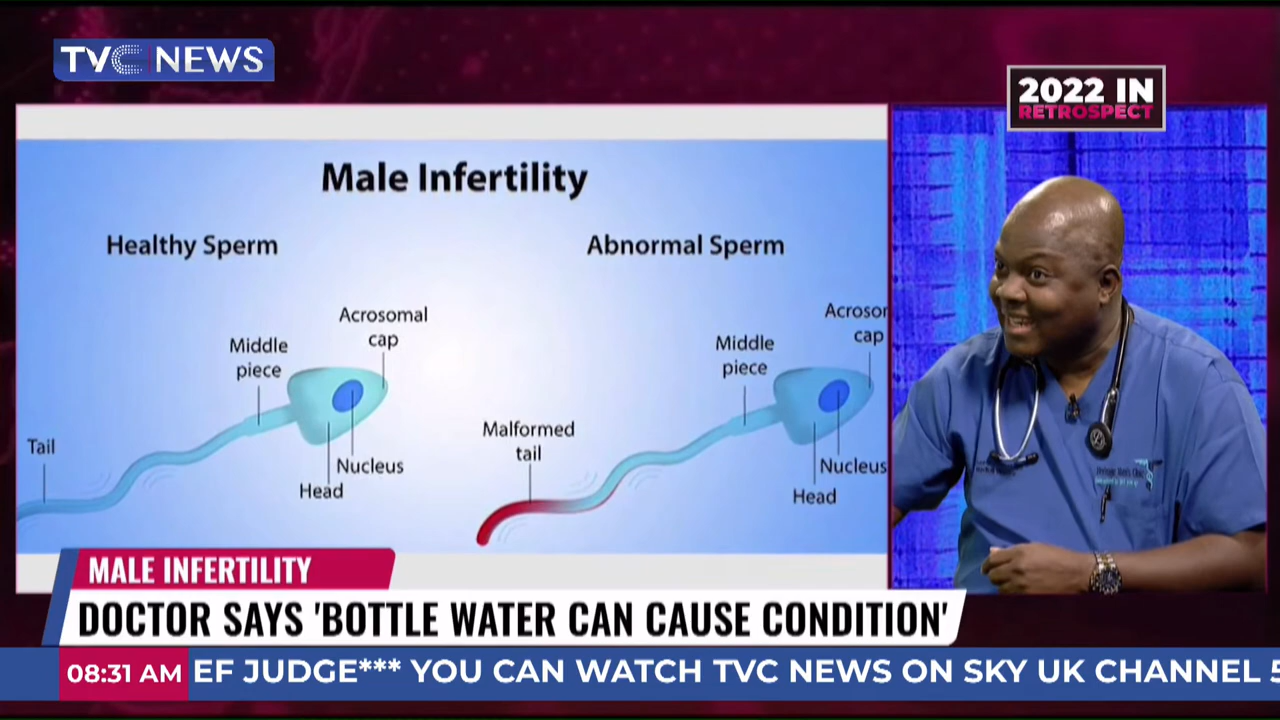 TVC NEWS
2022 IN
RETROSPECT
Male Infertility
Healthy Sperm
Abnormal Sperm
Acrosomal
cap
Middle
piece
Tail
Nucleus
Head
Acrosor
cap
Middle
piece
Malformed
tail
Nucleus
Head
MALE INFERTILITY
DOCTOR SAYS 'BOTTLE WATER CAN CAUSE CONDITION'
08:31 AM
EF JUDGE*** YOU CAN WATCH TVC NEWS ON SKY UK CHANNEL 5